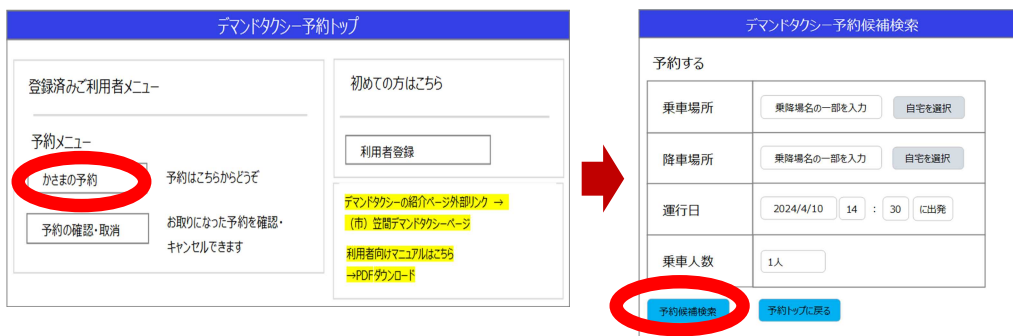 デマンドタクシー予約トップ
登録済みご利用者メニュー
予約メニュー
かさまの予約
予約はこちらからどうぞ
予約の確認・取消
お取りになった予約を確認・
キャンセルできます
初めての方はこちら
利用者登録
デマンドタクシーの紹介ページ外部リンク →
（市）笠間デマンドタクシーページ
利用者向けマニュアルはこちら
→PDFダウンロード
デマンドタクシー予約候補検索
予約する
乗車場所 乗降場名の一部を入力 自宅を選択
降車場所 乗降場名の一部を入力 自宅を選択
運行日 2024/4/10 14 : 30 に出発
乗車人数 1人
予約候補検索 予約トップに戻る